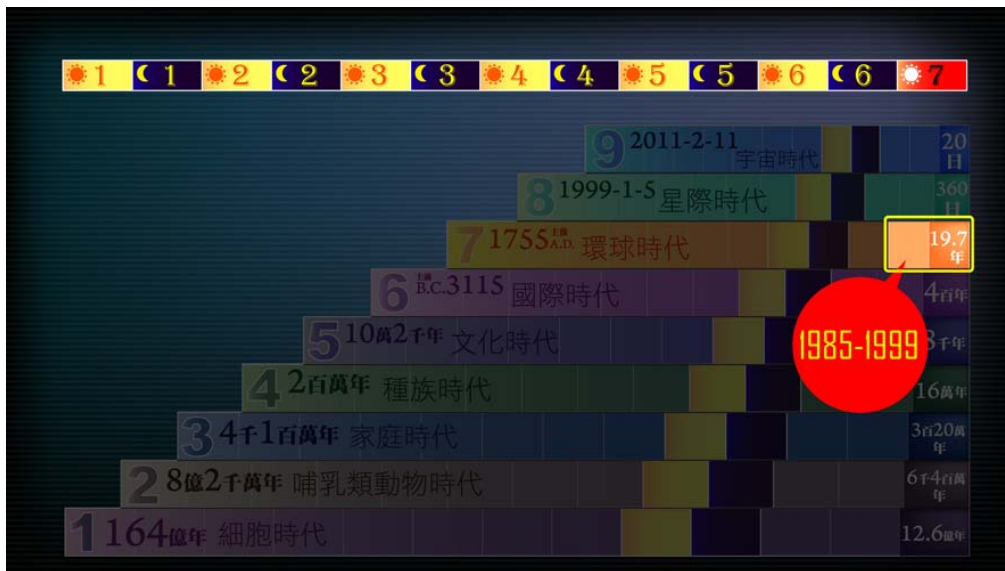 1 1 2 2 3 3 4 4 5 5 6 6 7
9 2011-2-11 宇宙時代 20日
8 1999-1-5 星際時代 360日
7 1755 A.D. 環球時代 19.7年
6 B.C.3115 國際時代 4百年
1985-1999
5 10萬2千年 文化時代 8千年
4 2百萬年 種族時代 16萬年
3 4千1百萬年 家庭時代 3百20萬年
2 8億2千萬年 哺乳類動物時代 6千4百萬年
1 164億年 細胞時代 12.6億年